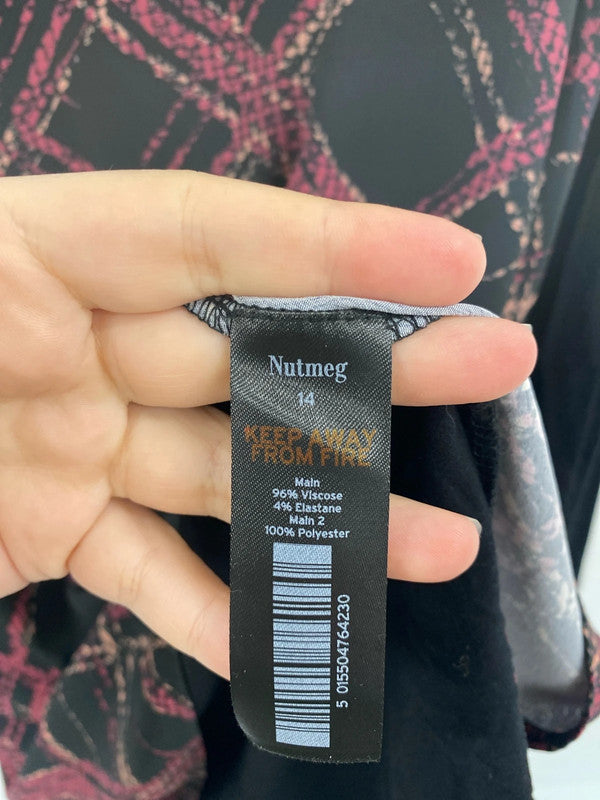 Nutmeg
14
KEEP AWAY
FROM FIRE
Main
96% Viscose
4% Elastane
Main 2
100% Polyester
5 015504764230